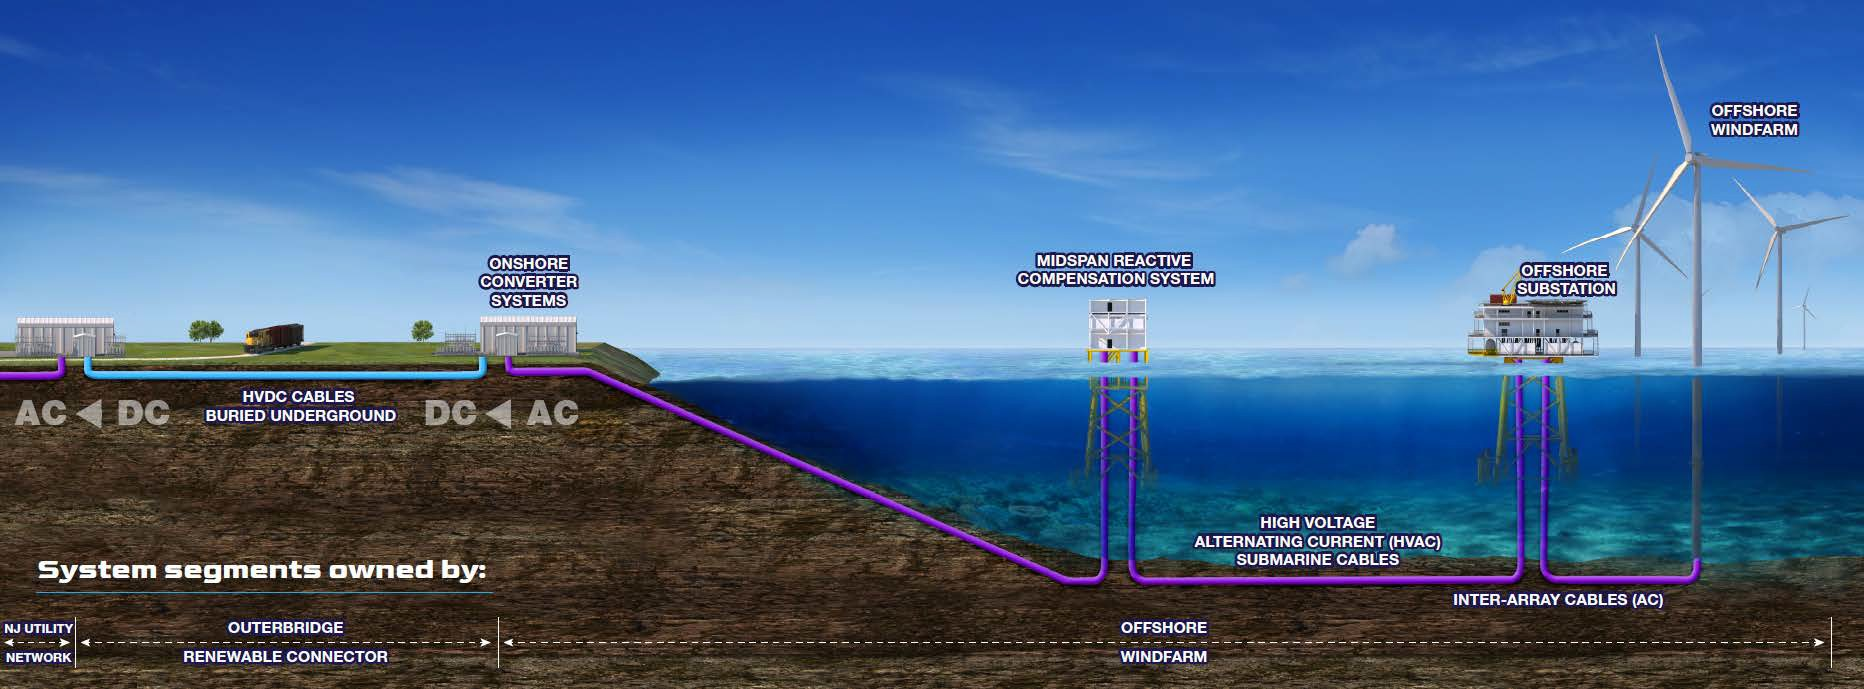 OFFSHORE
WINDFARM
ONSHORE
CONVERTER
SYSTEMS
MIDSPAN REACTIVE
COMPENSATION SYSTEM
OFFSHORE
SUBSTATION
HVDC CABLES
BURIED UNDERGROUND
AC ◀ DC
DC ◀ AC
HIGH VOLTAGE
ALTERNATING CURRENT (HVAC)
SUBMARINE CABLES
INTER-ARRAY CABLES (AC)
System segments owned by:
NJ UTILITY
NETWORK
OUTERBRIDGE
RENEWABLE CONNECTOR
OFFSHORE
WINDFARM